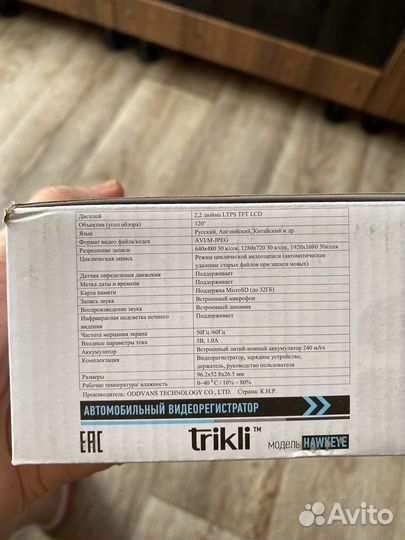 Дисплей 2,2 дюйма LTPS TFT LCD
Объектив (угол обзора) 120°
Язык Русский, Английский, Китайский и др.
Формат видео файла/кодек AVI/M-JPEG
Разрешение записи 640x480 30 к/сек, 1280x720 30 к/сек, 1920x1080 30к/сек
Циклическая запись Режим циклической видеозаписи (автоматическое
удаление старых файлов при записи новых)
Датчик определения движения Поддерживает
Метка даты и времени Поддерживает
Карта памяти Поддержка MicroSD (до 32Гб)
Запись звука Встроенный микрофон
Воспроизведение звука Встроенный динамик
Инфракрасная подсветка ночного Поддерживает
видения
Частота мерцания экрана 50Гц /60Гц
Входные параметры тока 5В, 1.0А
Аккумулятор Встроенный литий-ионный аккумулятор 240 мАч
Комплектация Видеорегистратор, зарядное устройство,
держатель, руководство пользователя
Размеры 96.2x52.8x26.5 мм
Рабочие температура/ влажность 0~40 °C / 10% ~ 80%
Производитель: ODDVANS TECHNOLOGY CO., LTD. Страна: К.Н.Р.
АВТОМОБИЛЬНЫЙ ВИДЕОРЕГИСТРАТОР
EAC trikli™ МОДЕЛЬ HAWKEYE
Avito